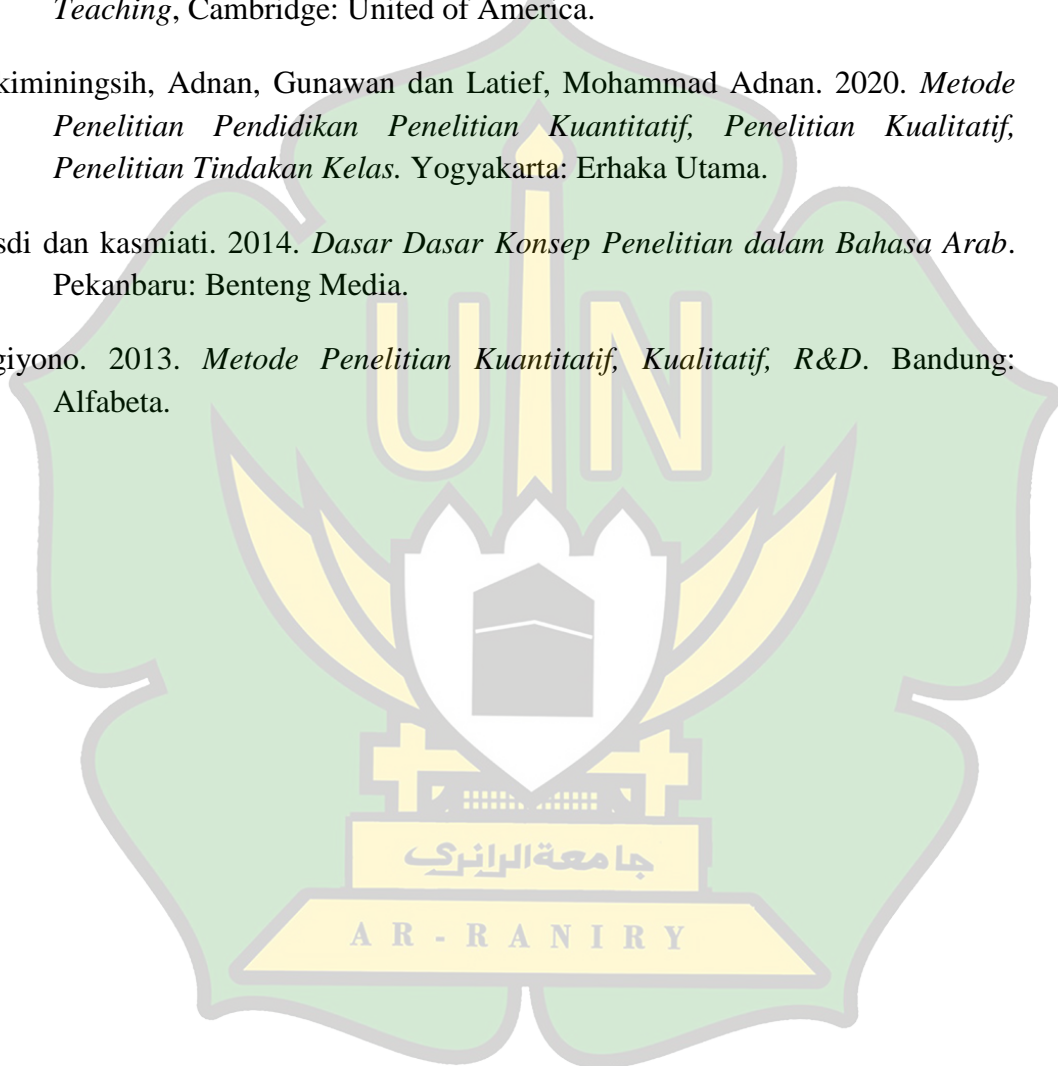 Teaching, Cambridge: United of America.
kiminingsih, Adnan, Gunawan dan Latief, Mohammad Adnan. 2020. Metode
Penelitian Pendidikan Penelitian Kuantitatif, Penelitian Kualitatif,
Penelitian Tindakan Kelas. Yogyakarta: Erhaka Utama.
sdi dan kasmiati. 2014. Dasar Dasar Konsep Penelitian dalam Bahasa Arab.
Pekanbaru: Benteng Media.
giyono. 2013. Metode Penelitian Kuantitatif, Kualitatif, R&D. Bandung:
Alfabeta.
UIN
جامعة الرانري
AR-RANIRY